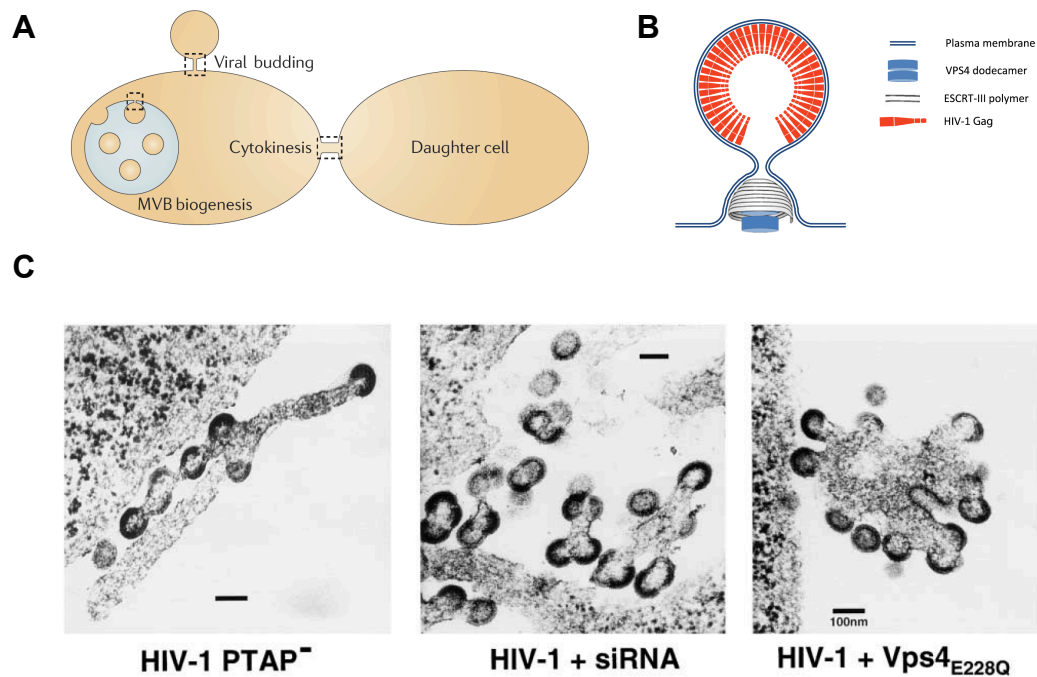 A
Viral budding
Cytokinesis
Daughter cell
MVB biogenesis
B
Plasma membrane
VPS4 dodecamer
ESCRT-III polymer
HIV-1 Gag
C
100nm
HIV-1 PTAP⁻
HIV-1 + siRNA
HIV-1 + Vps4E228Q